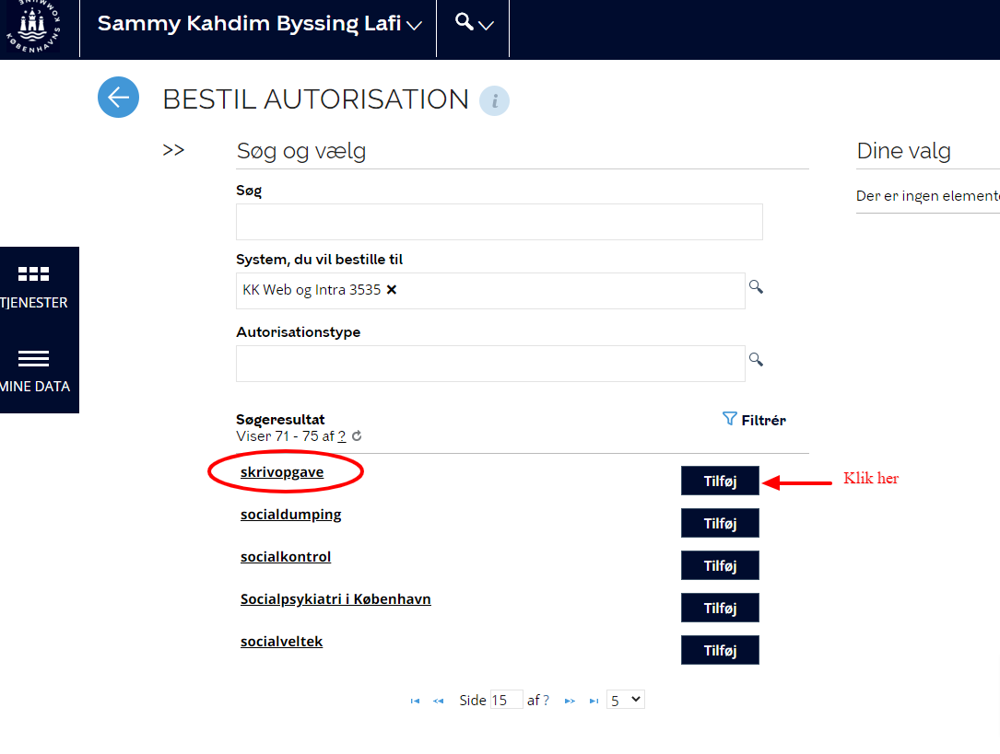 KØBENHAVNS KOMMUNE
Sammy Kahdim Byssing Lafi
BESTIL AUTORISATION i
>> Søg og vælg
Dine valg
Søg
Der er ingen elemente
System, du vil bestille til
KK Web og Intra 3535 ×
TJENESTER
Autorisationstype
MINE DATA
Søgeresultat
Filtrér
Viser 71 - 75 af ?
skrivopgave Tilføj Klik her
socialdumping Tilføj
socialkontrol Tilføj
Socialpsykiatri i København Tilføj
socialveltek Tilføj
Side 15 af ? 5